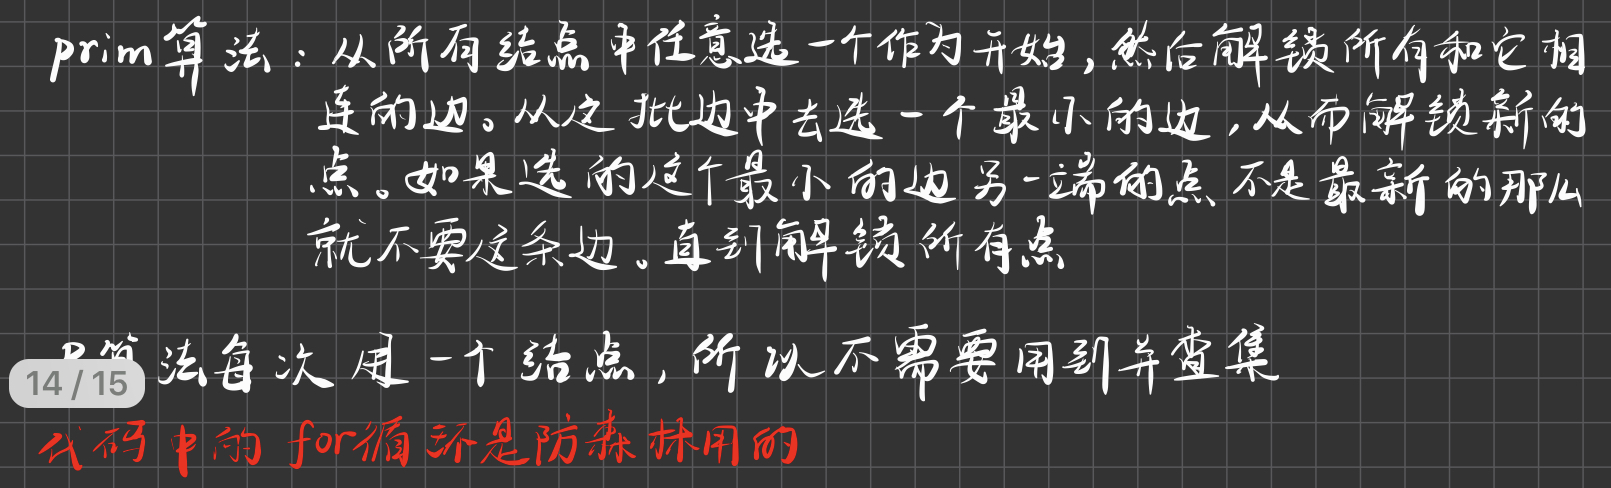 prim算法：从所有结点中任意选一个作为开始，然后解锁所有和它相
连的边。从这批边中去选一个最小的边，从而解锁新的
点。如果选的这个最小的边另一端的点不是最新的那么
就不要这条边。直到解锁所有点
P算法每次用一个结点，所以不需要用到并查集
14 / 15
代码中的for循环是防森林用的